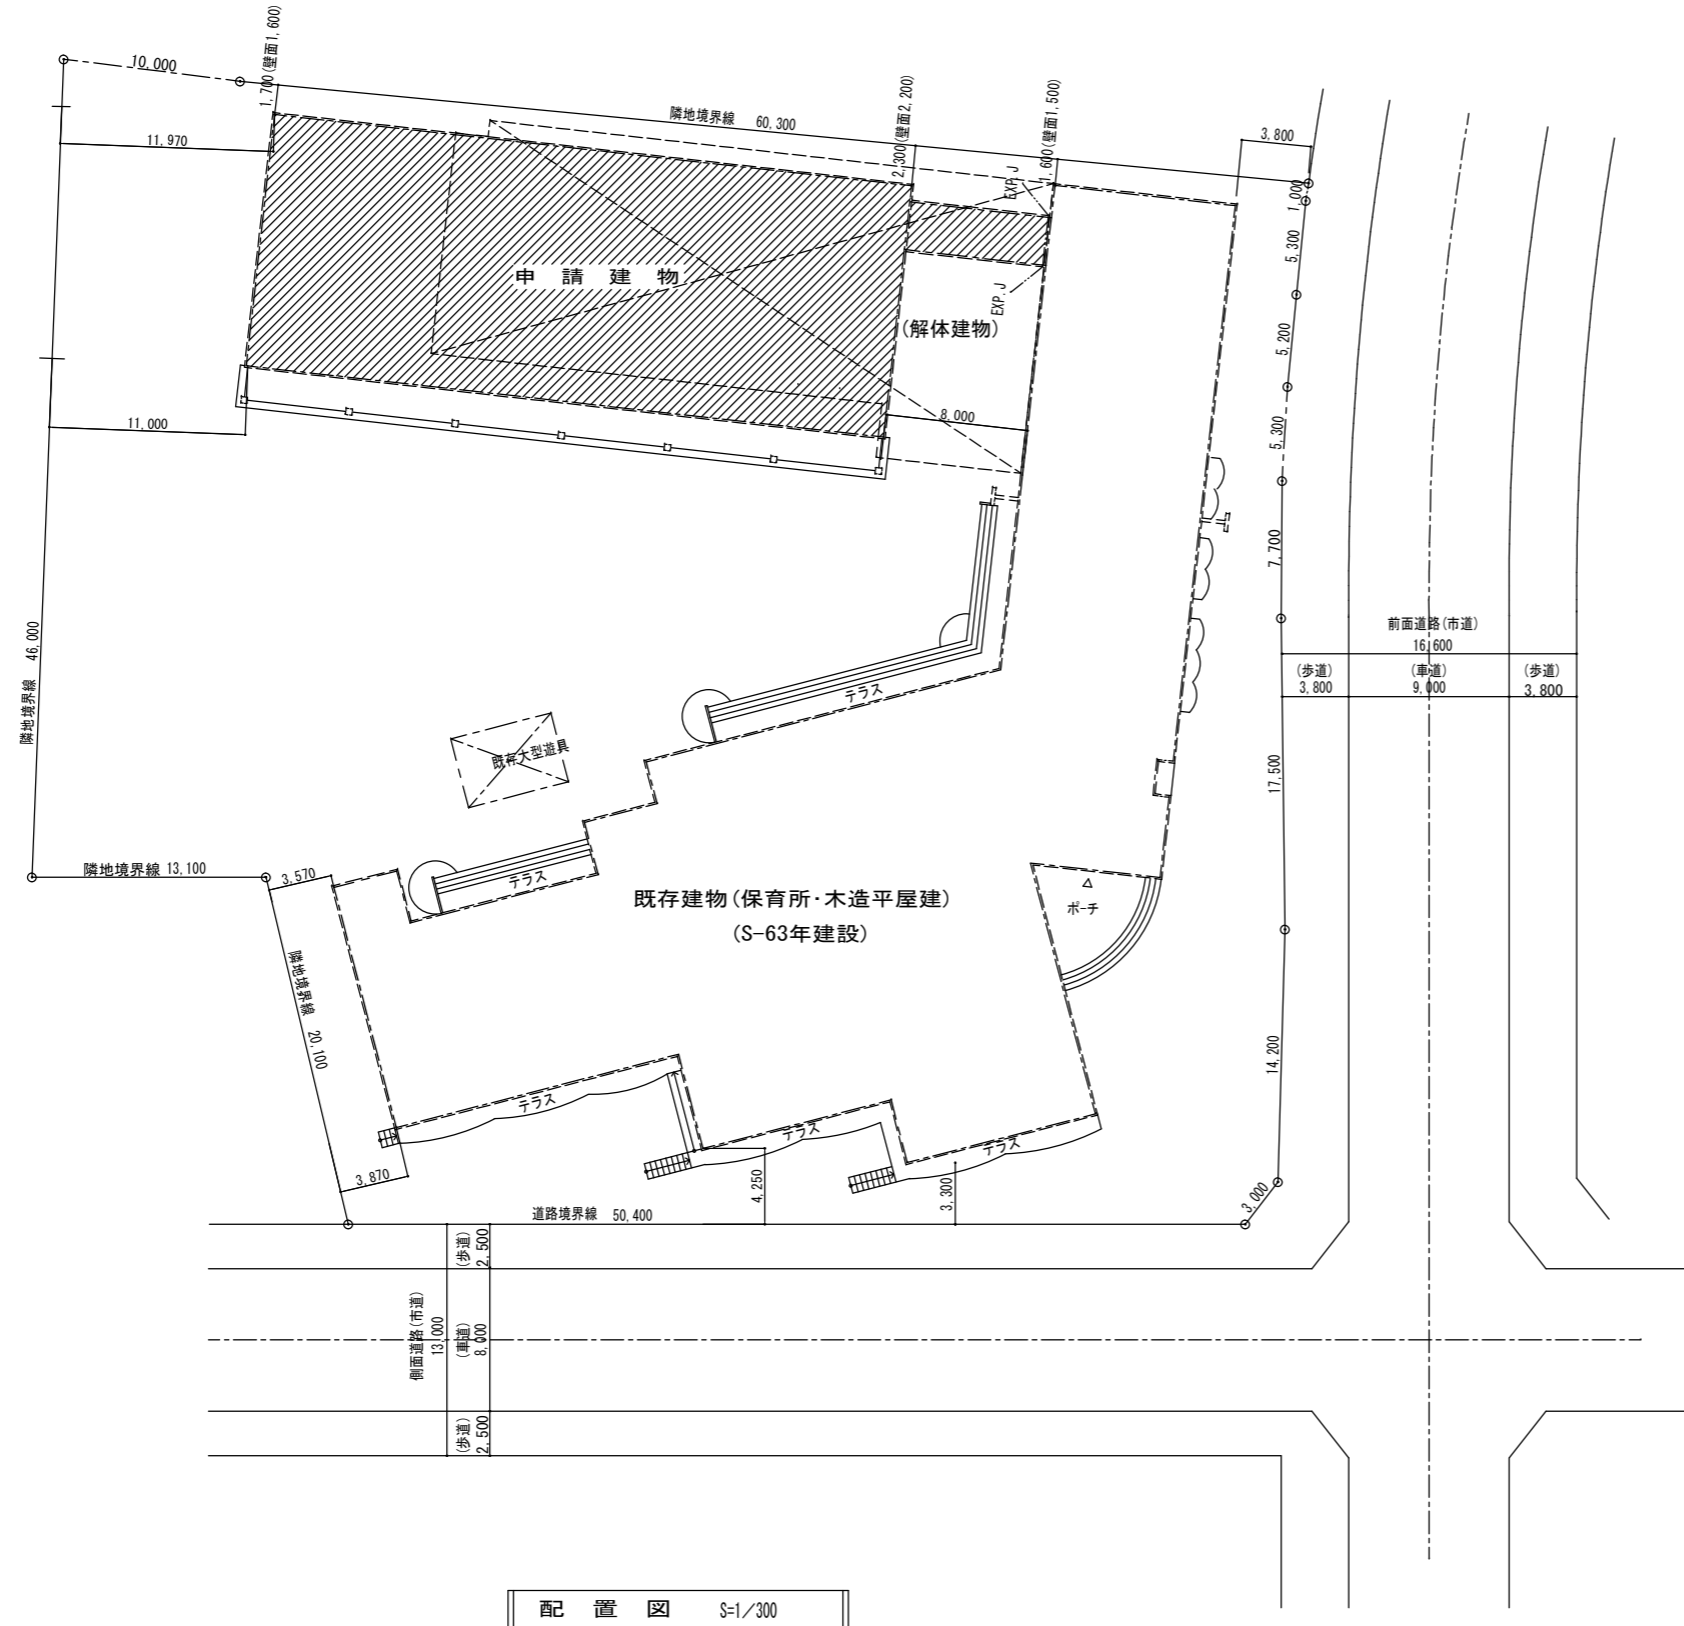 10,000
1,700(壁面1,600)
隣地境界線 60,300
2,300(壁面2,200)
1,600(壁面1,500)
EXP.J
3,800
11,970
1,000
5,300
5,200
5,300
7,700
17,500
14,200
3,000
申請建物
EXP.J
(解体建物)
8,000
11,000
隣地境界線 46,000
テラス
既存大型遊具
前面道路(市道)
16,600
(歩道)
3,800
(車道)
9,000
(歩道)
3,800
隣地境界線 13,100
3,570
テラス
既存建物(保育所・木造平屋建)
(S-63年建設)
ポーチ
隣地境界線 20,100
テラス
テラス
テラス
3,870
4,250
3,300
道路境界線 50,400
(歩道)
2,500
側面道路(市道)
13,000
(車道)
8,000
(歩道)
2,500
配置図 S=1/300